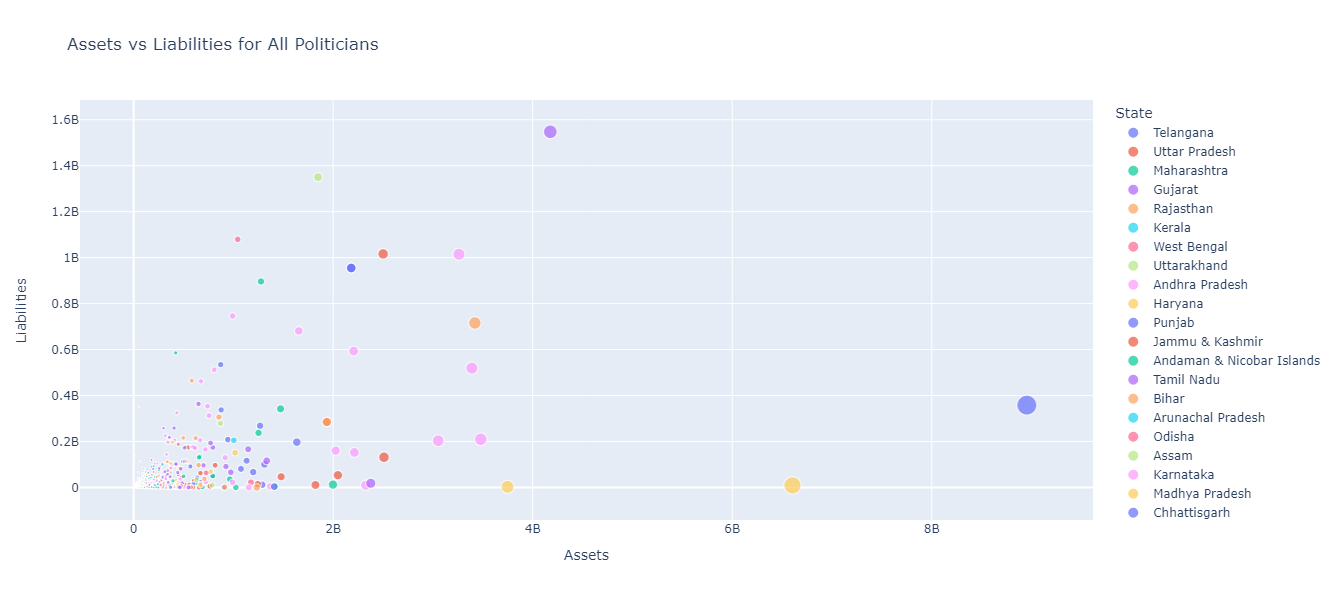 Assets vs Liabilities for All Politicians
1.6B
1.4B
1.2B
1B
0.8B
0.6B
0.4B
0.2B
0
Liabilities
0 2B 4B 6B 8B
Assets
State
Telangana
Uttar Pradesh
Maharashtra
Gujarat
Rajasthan
Kerala
West Bengal
Uttarakhand
Andhra Pradesh
Haryana
Punjab
Jammu & Kashmir
Andaman & Nicobar Islands
Tamil Nadu
Bihar
Arunachal Pradesh
Odisha
Assam
Karnataka
Madhya Pradesh
Chhattisgarh